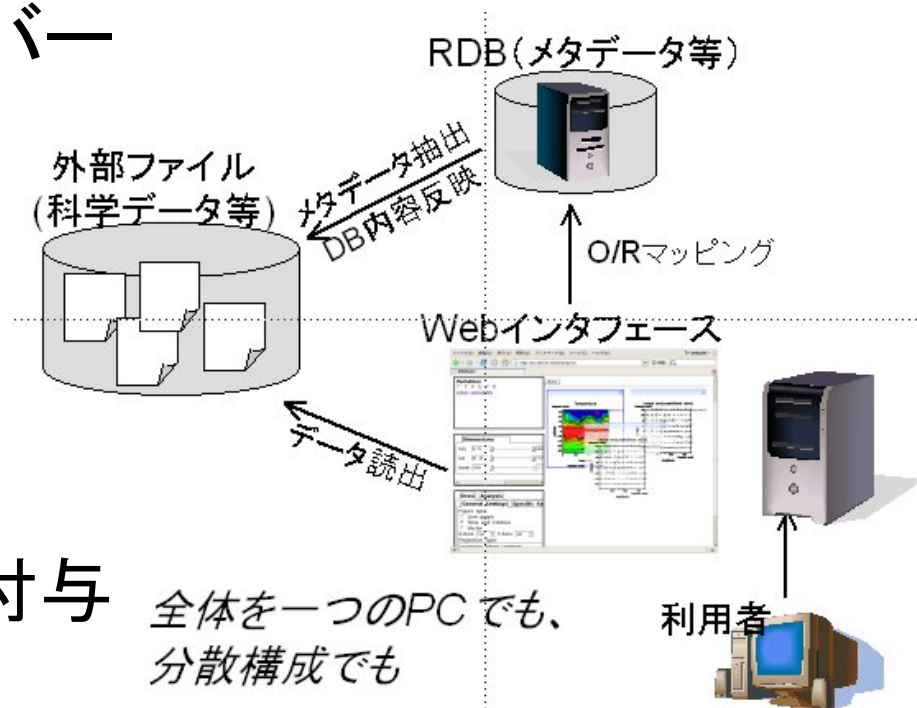 バー
RDB(メタデータ等)
外部ファイル
(科学データ等)
メタデータ抽出
DB内容反映
O/Rマッピング
Webインタフェース
データ読出
付与
全体を一つのPCでも、
分散構成でも
利用者